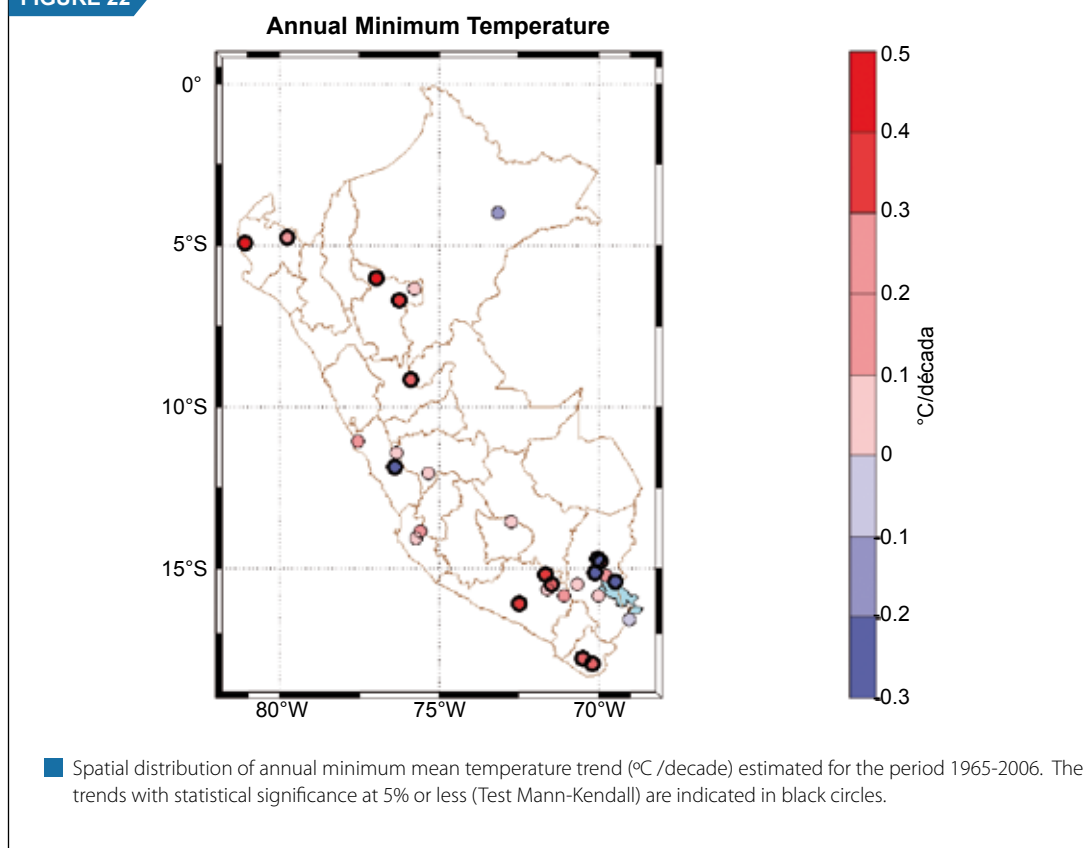 FIGURE 22
Annual Minimum Temperature
0°
5°S
10°S
15°S
80°W
75°W
70°W
0.5
0.4
0.3
0.2
0.1
0
-0.1
-0.2
-0.3
°C/década
Spatial distribution of annual minimum mean temperature trend (ºC /decade) estimated for the period 1965-2006. The
trends with statistical significance at 5% or less (Test Mann-Kendall) are indicated in black circles.